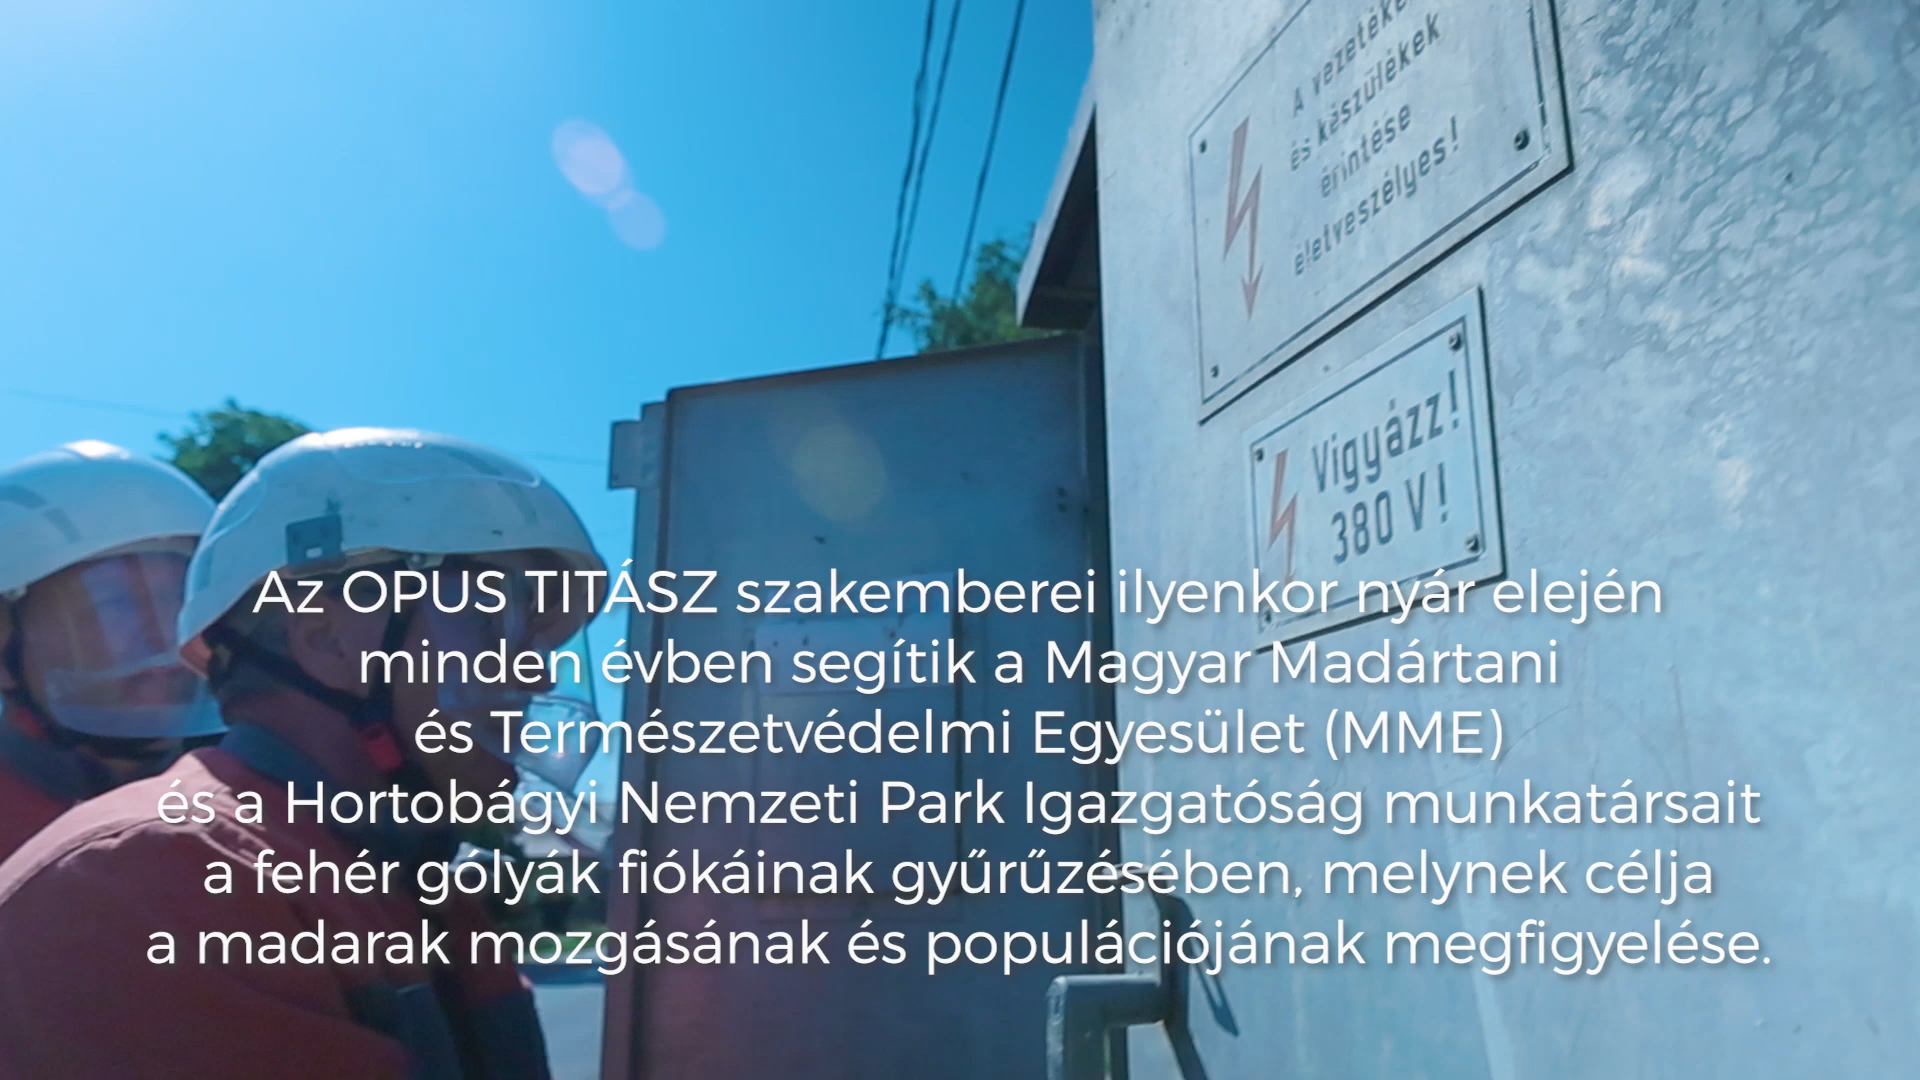 A vezetékek
és készülékek
érintése
életveszélyes!
Vigyázz!
380 V!
Az OPUS TITÁSZ szakemberei ilyenkor nyár elején
minden évben segítik a Magyar Madártani
és Természetvédelmi Egyesület (MME)
és a Hortobágyi Nemzeti Park Igazgatóság munkatársait
a fehér gólyák fiókáinak gyűrűzésében, melynek célja
a madarak mozgásának és populációjának megfigyelése.